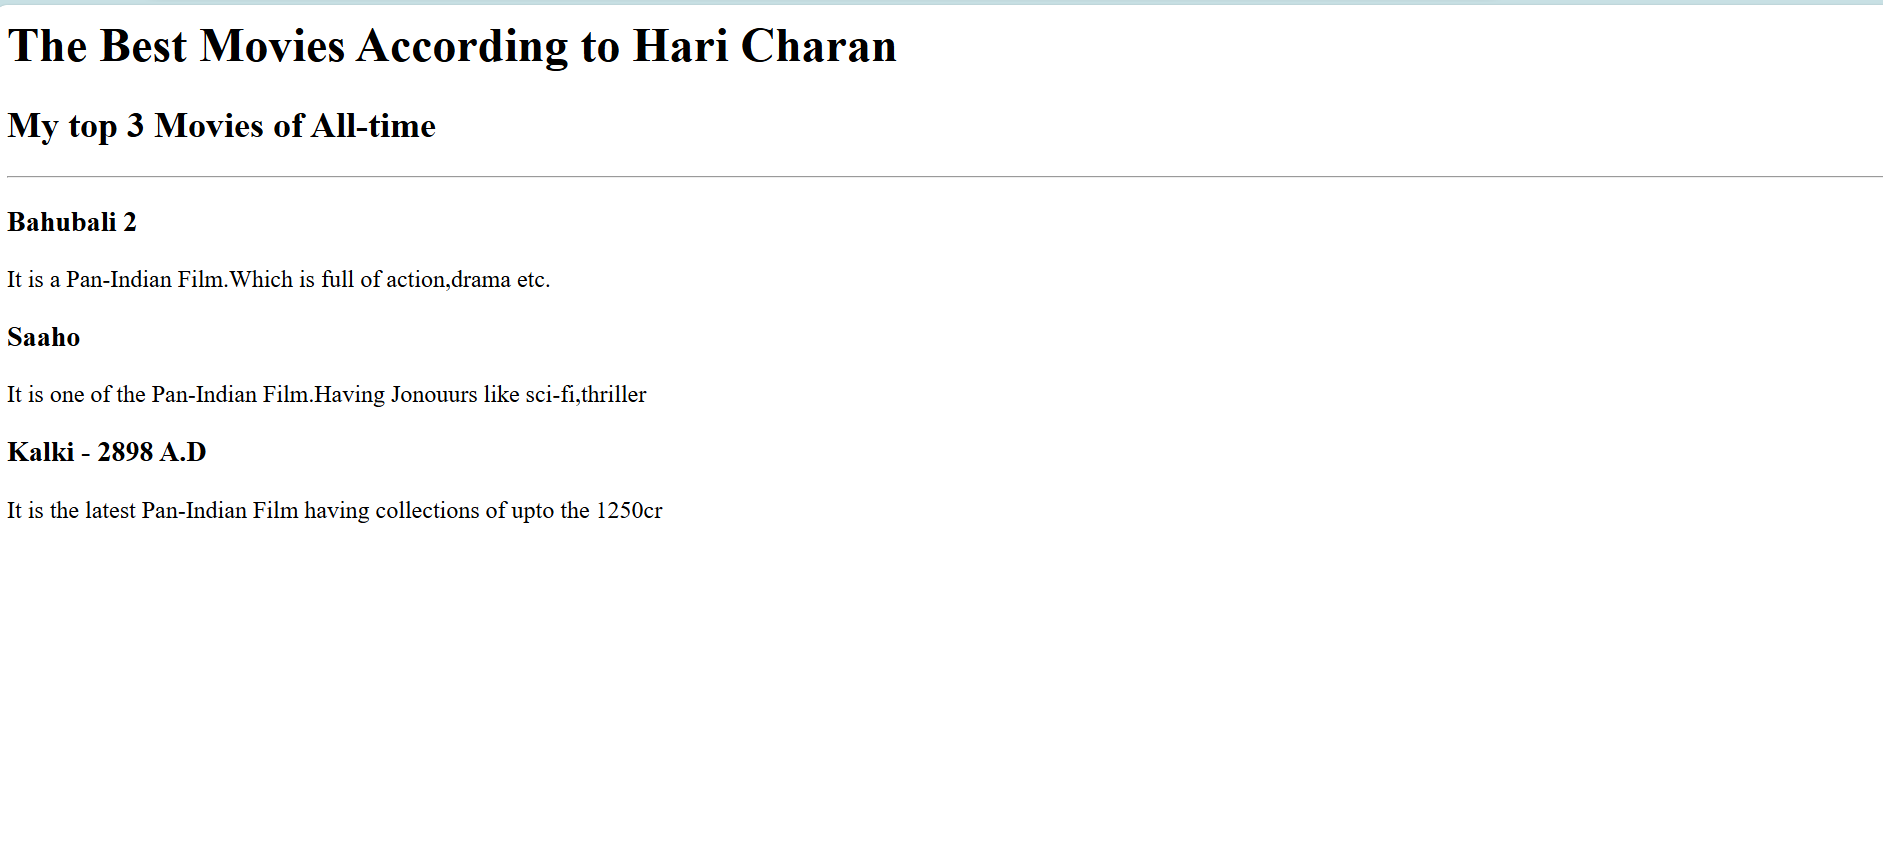 The Best Movies According to Hari Charan
My top 3 Movies of All-time
Bahubali 2
It is a Pan-Indian Film.Which is full of action,drama etc.
Saaho
It is one of the Pan-Indian Film.Having Jonouurs like sci-fi,thriller
Kalki - 2898 A.D
It is the latest Pan-Indian Film having collections of upto the 1250cr